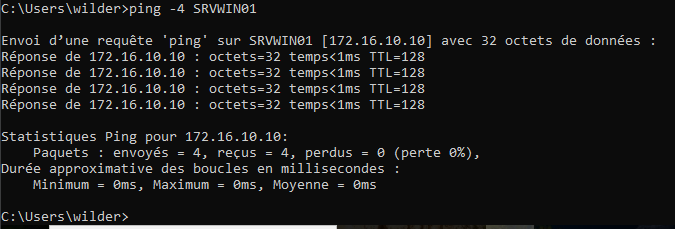 C:\Users\wilder>ping -4 SRVWIN01
Envoi d’une requête 'ping' sur SRVWIN01 [172.16.10.10] avec 32 octets de données :
Réponse de 172.16.10.10 : octets=32 temps<1ms TTL=128
Réponse de 172.16.10.10 : octets=32 temps<1ms TTL=128
Réponse de 172.16.10.10 : octets=32 temps<1ms TTL=128
Réponse de 172.16.10.10 : octets=32 temps<1ms TTL=128
Statistiques Ping pour 172.16.10.10:
Paquets : envoyés = 4, reçus = 4, perdus = 0 (perte 0%),
Durée approximative des boucles en millisecondes :
Minimum = 0ms, Maximum = 0ms, Moyenne = 0ms
C:\Users\wilder>